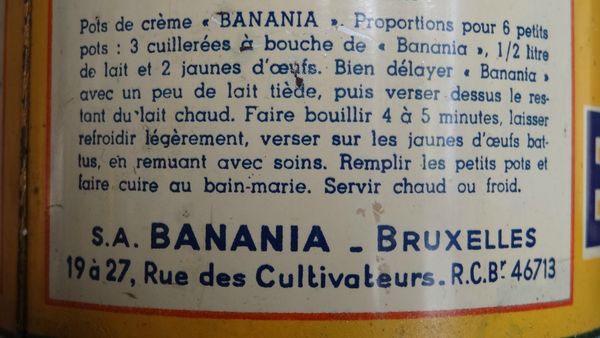 Pots de crème « BANANIA ». Proportions pour 6 petits
pots : 3 cuillerées à bouche de « Banania », 1/2 litre
de lait et 2 jaunes d'œufs. Bien délayer « Banania »
avec un peu de lait tiède, puis verser dessus le res-
tant du lait chaud. Faire bouillir 4 à 5 minutes, laisser
refroidir légèrement, verser sur les jaunes d'œufs bat-
tus, en remuant avec soins. Remplir les petits pots et
faire cuire au bain-marie. Servir chaud ou froid.
S.A. BANANIA - BRUXELLES
19 à 27, Rue des Cultivateurs. R.C.Br 46713